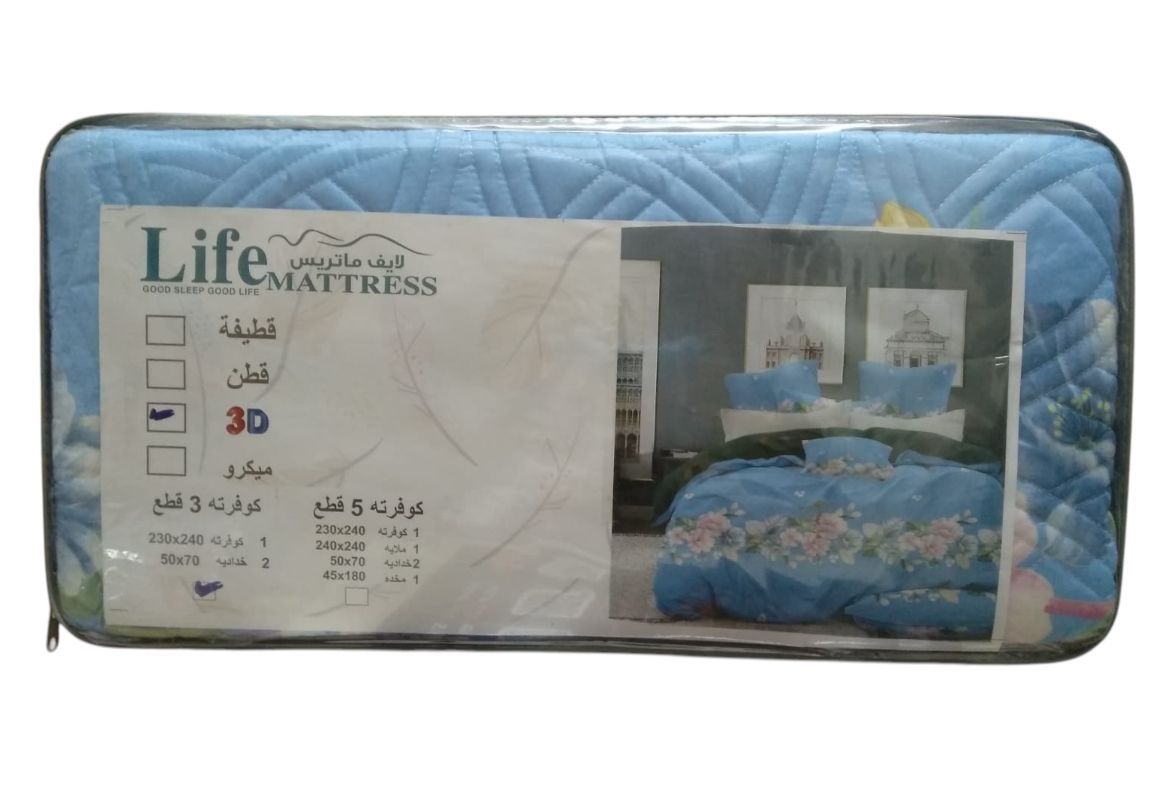 Life
لايف ماتريس
MATTRESS
GOOD SLEEP GOOD LIFE
قطيفة
قطن
3D
ميكرو
كوفرته 5 قطع
1 كوفرته 230x240
1 ملايه 240x240
2 خداديه 50x70
1 مخده 45x180
كوفرته 3 قطع
1 كوفرته 230x240
2 خداديه 50x70